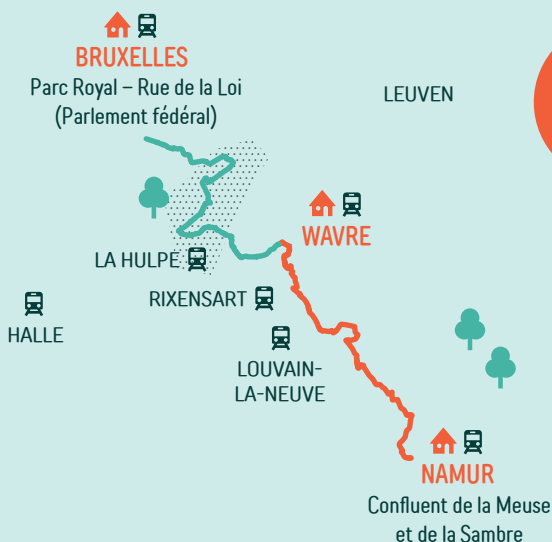 BRUXELLES
Parc Royal – Rue de la Loi
(Parlement fédéral)
LEUVEN
WAVRE
LA HULPE
RIXENSART
HALLE
LOUVAIN-
LA-NEUVE
NAMUR
Confluent de la Meuse
et de la Sambre